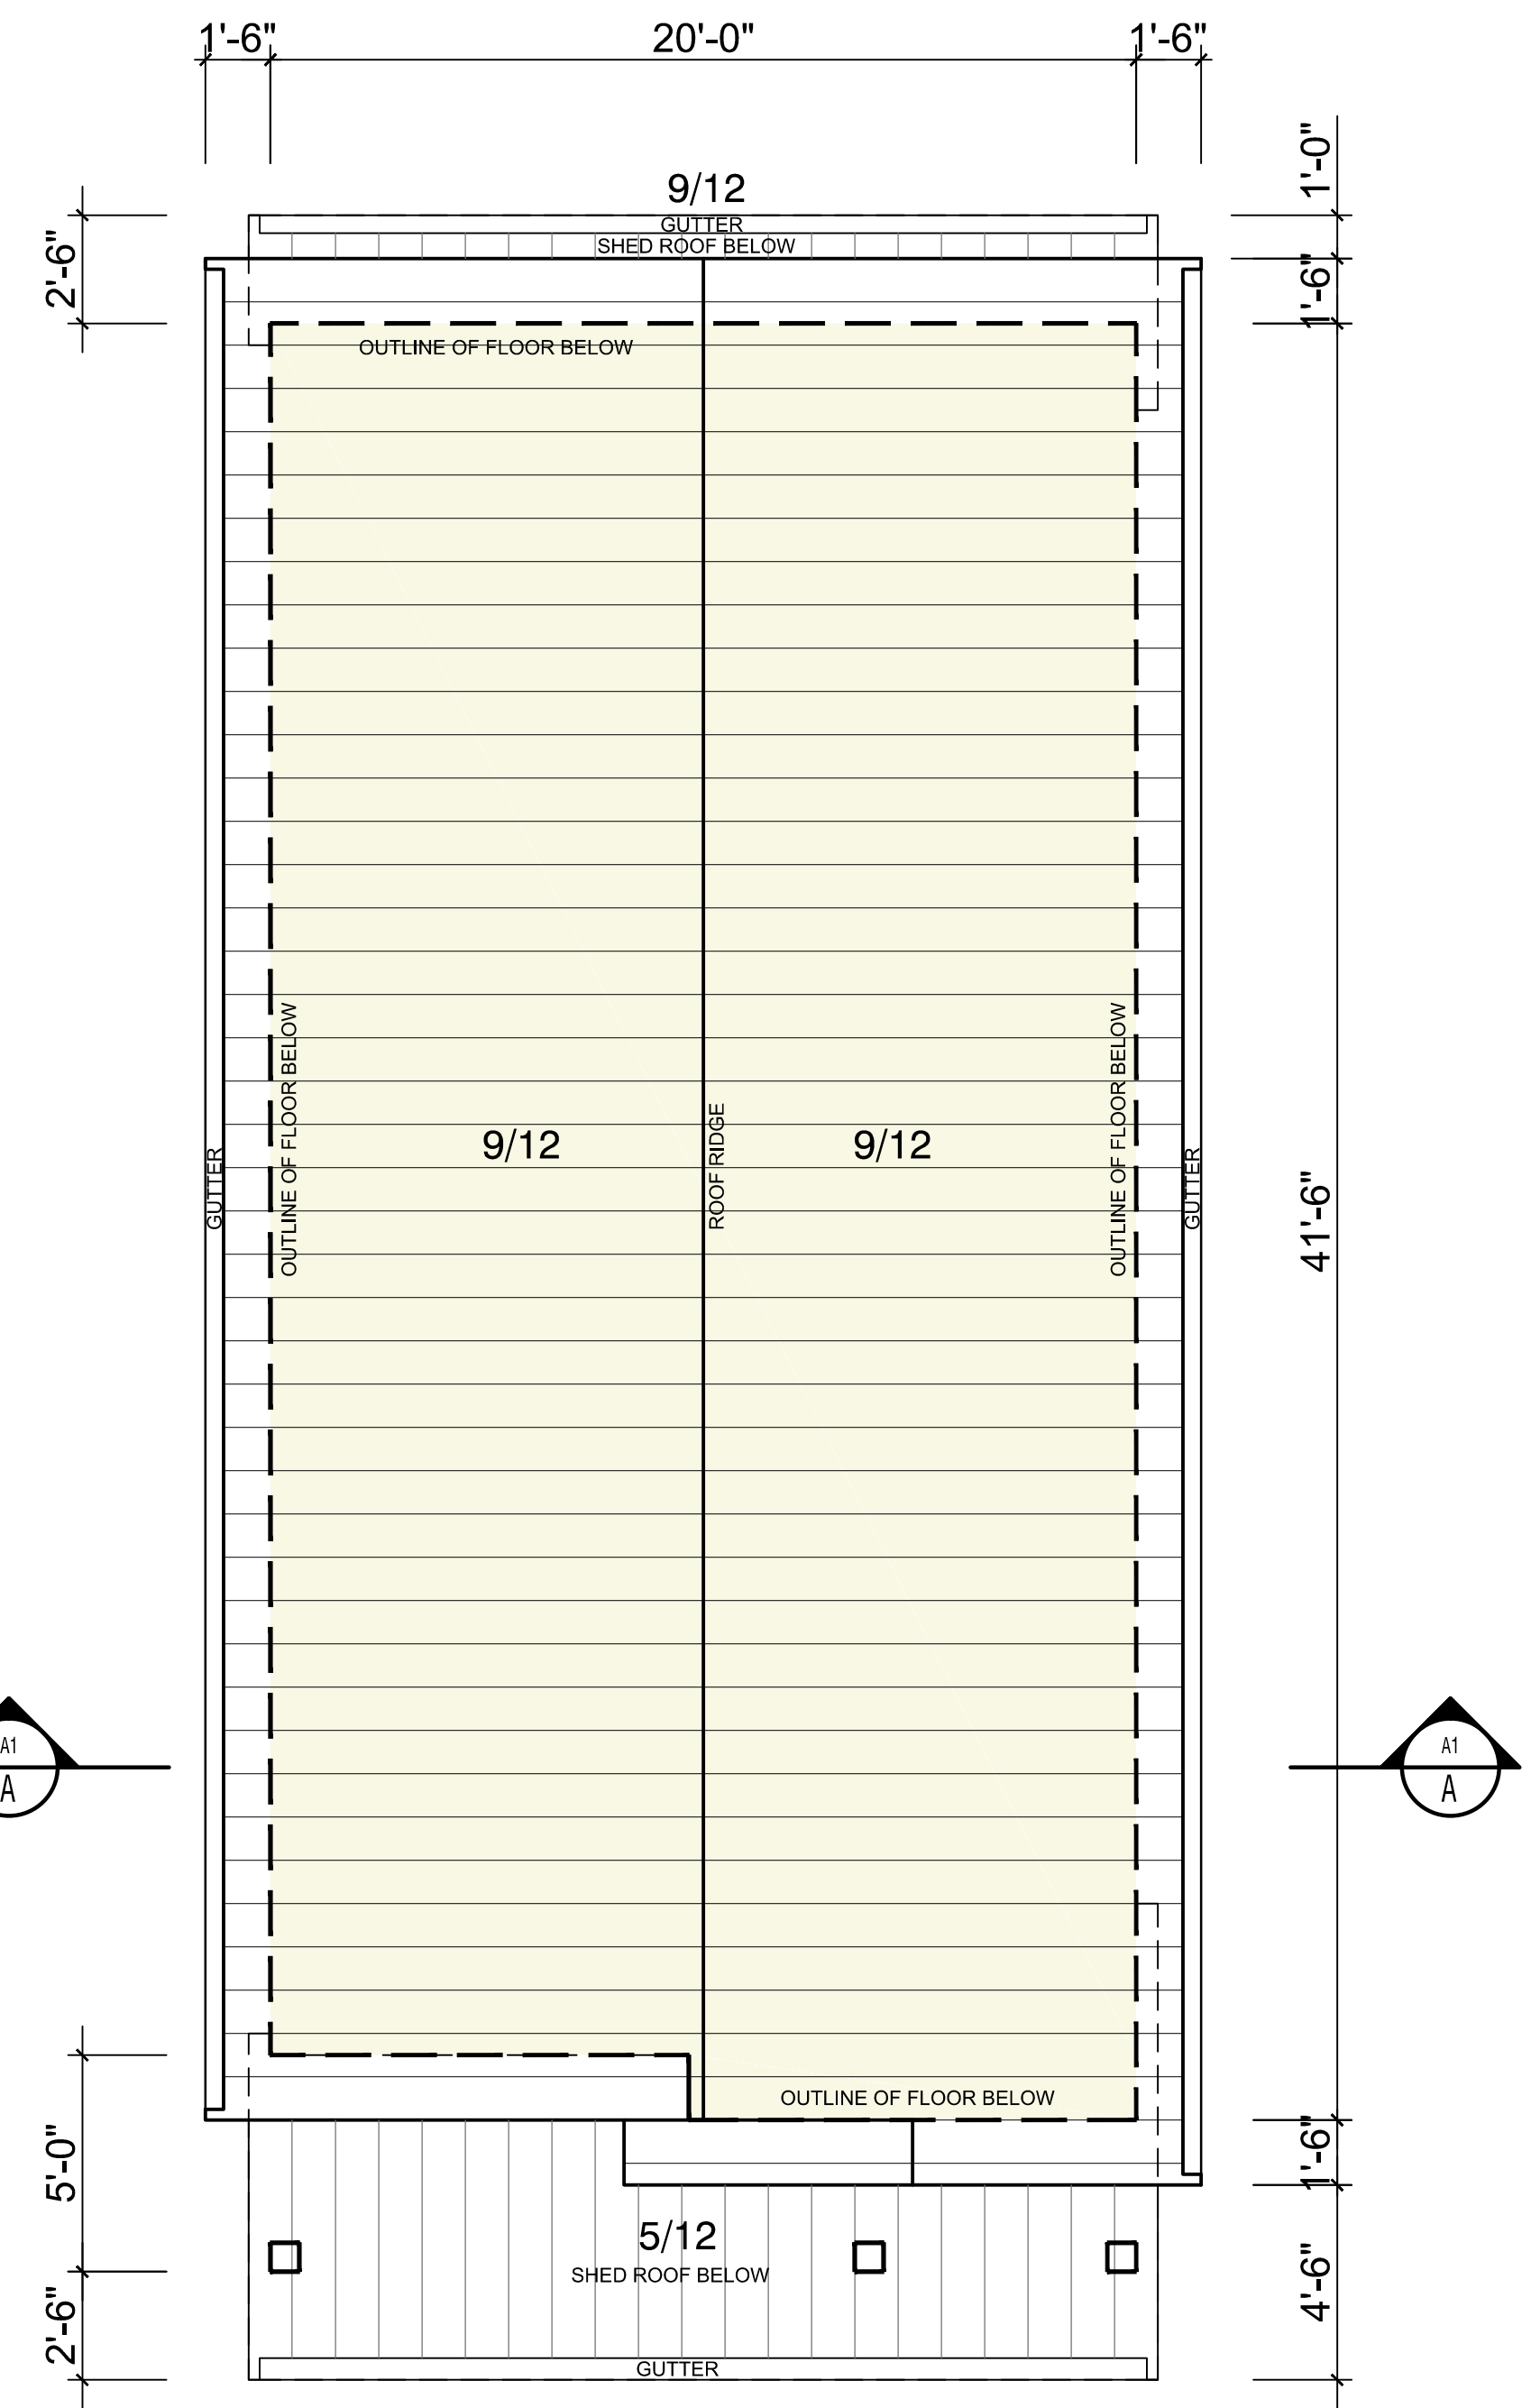 1'-6"
20'-0"
1'-6"
1'-0"
9/12
GUTTER
SHED ROOF BELOW
2'-6"
1'-6"
OUTLINE OF FLOOR BELOW
OUTLINE OF FLOOR BELOW
OUTLINE OF FLOOR BELOW
9/12
ROOF RIDGE
9/12
GUTTER
GUTTER
41'-6"
A1
A
A1
A
OUTLINE OF FLOOR BELOW
5'-0"
1'-6"
5/12
SHED ROOF BELOW
2'-6"
4'-6"
GUTTER